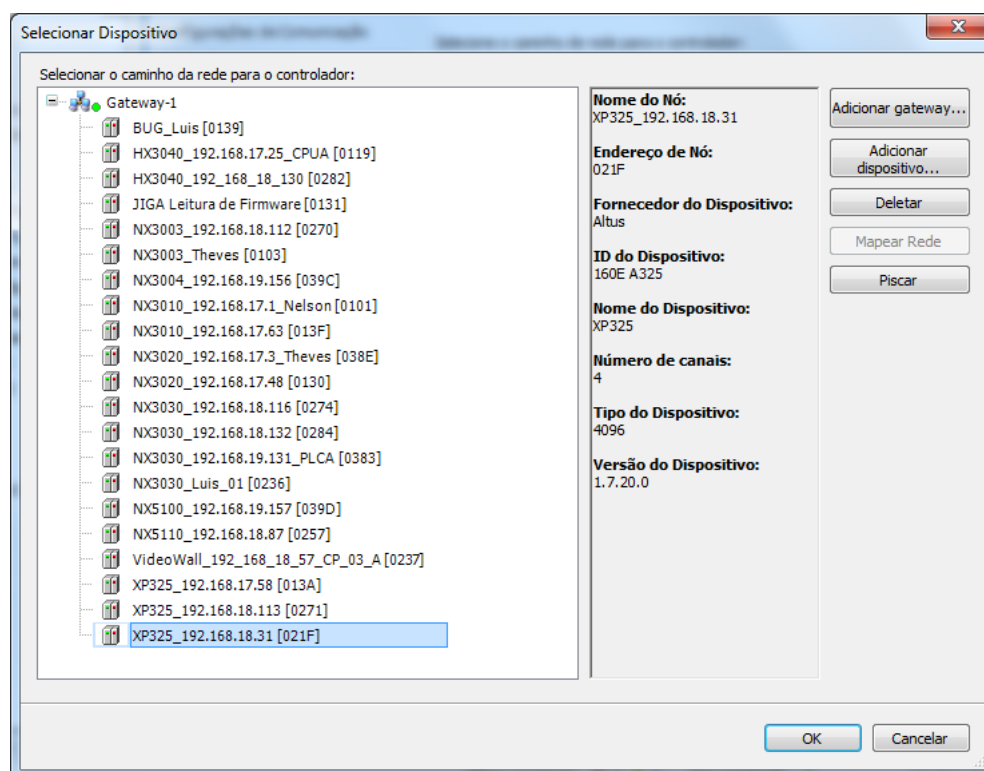 Selecionar Dispositivo
Selecionar o caminho da rede para o controlador:
Gateway-1
BUG_Luis [0139]
HX3040_192.168.17.25_CPUA [0119]
HX3040_192_168_18_130 [0282]
JIGA Leitura de Firmware [0131]
NX3003_192.168.18.112 [0270]
NX3003_Theves [0103]
NX3004_192.168.19.156 [039C]
NX3010_192.168.17.1_Nelson [0101]
NX3010_192.168.17.63 [013F]
NX3020_192.168.17.3_Theves [038E]
NX3020_192.168.17.48 [0130]
NX3030_192.168.18.116 [0274]
NX3030_192.168.18.132 [0284]
NX3030_192.168.19.131_PLCA [0383]
NX3030_Luis_01 [0236]
NX5100_192.168.19.157 [039D]
NX5110_192.168.18.87 [0257]
VideoWall_192_168_18_57_CP_03_A [0237]
XP325_192.168.17.58 [013A]
XP325_192.168.18.113 [0271]
XP325_192.168.18.31 [021F]
Nome do Nó:
XP325_192.168.18.31
Endereço de Nó:
021F
Fornecedor do Dispositivo:
Altus
ID do Dispositivo:
160E A325
Nome do Dispositivo:
XP325
Número de canais:
4
Tipo do Dispositivo:
4096
Versão do Dispositivo:
1.7.20.0
Adicionar gateway...
Adicionar
dispositivo...
Deletar
Mapear Rede
Piscar
OK
Cancelar